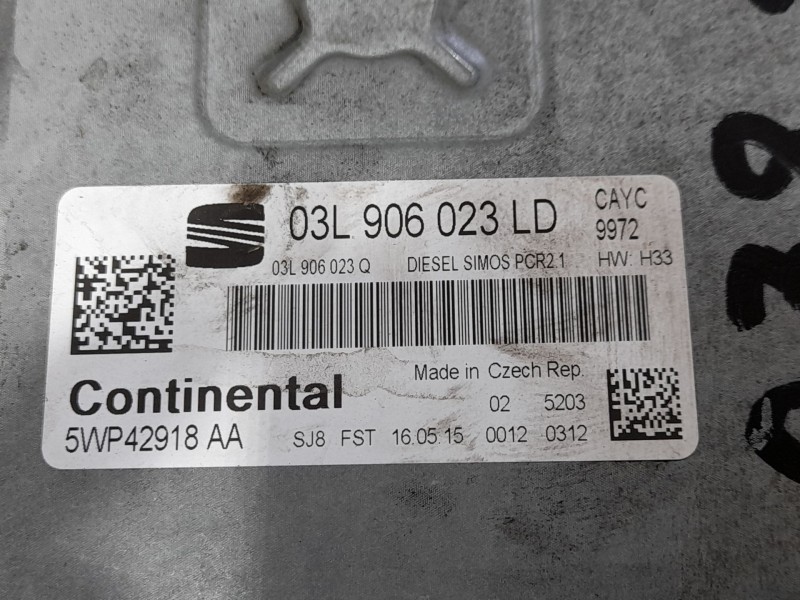 03L 906 023 LD
CAYC
9972
03L 906 023 Q DIESEL SIMOS PCR2.1 HW: H33
Made in Czech Rep.
Continental
02 5203
5WP42918 AA SJ8 FST 16.05.15 0012 0312